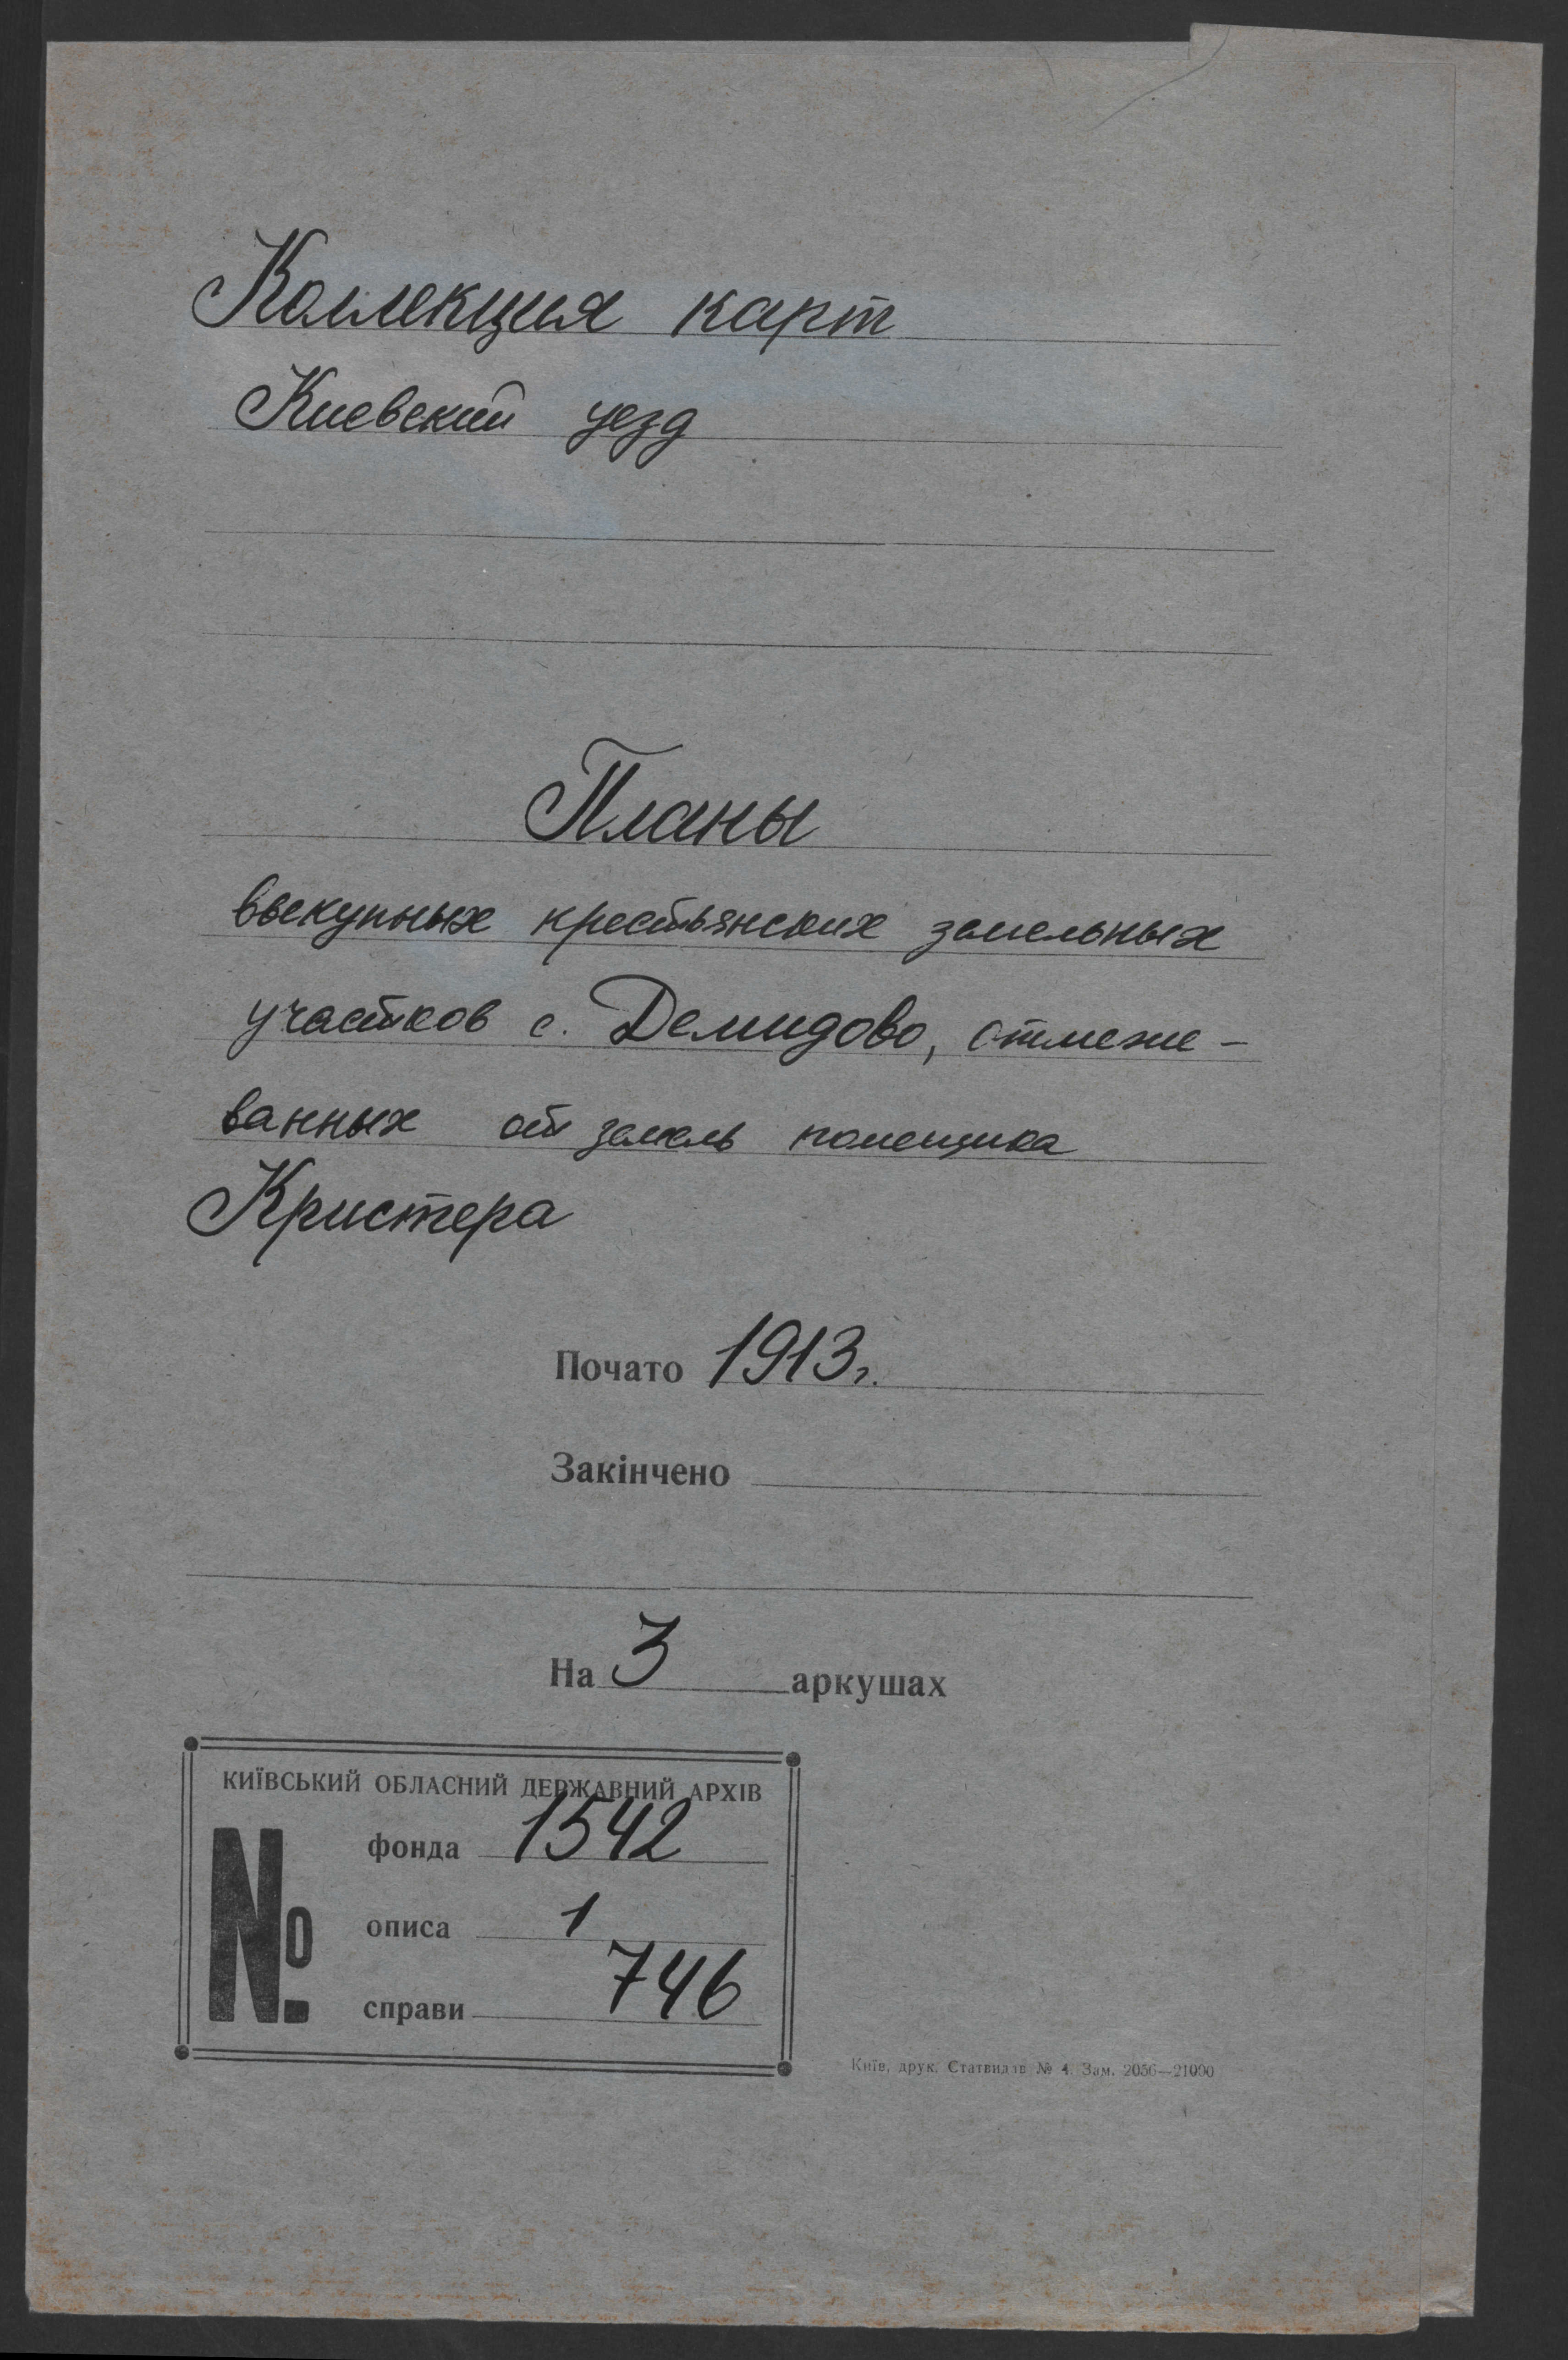 Коллекция карт
Киевский уезд
Планы
выкупных крестьянских земельных
участков с. Демидово, отмеже-
ванных от земель помещика
Кристера
Почато 1913 г.
Закінчено
На 3 аркушах
КИЇВСЬКИЙ ОБЛАСНИЙ ДЕРЖАВНИЙ АРХІВ
№
фонда 1542
описа 1
справи 746
Київ, друк. Статвидав № 4. Зам. 2056—21000